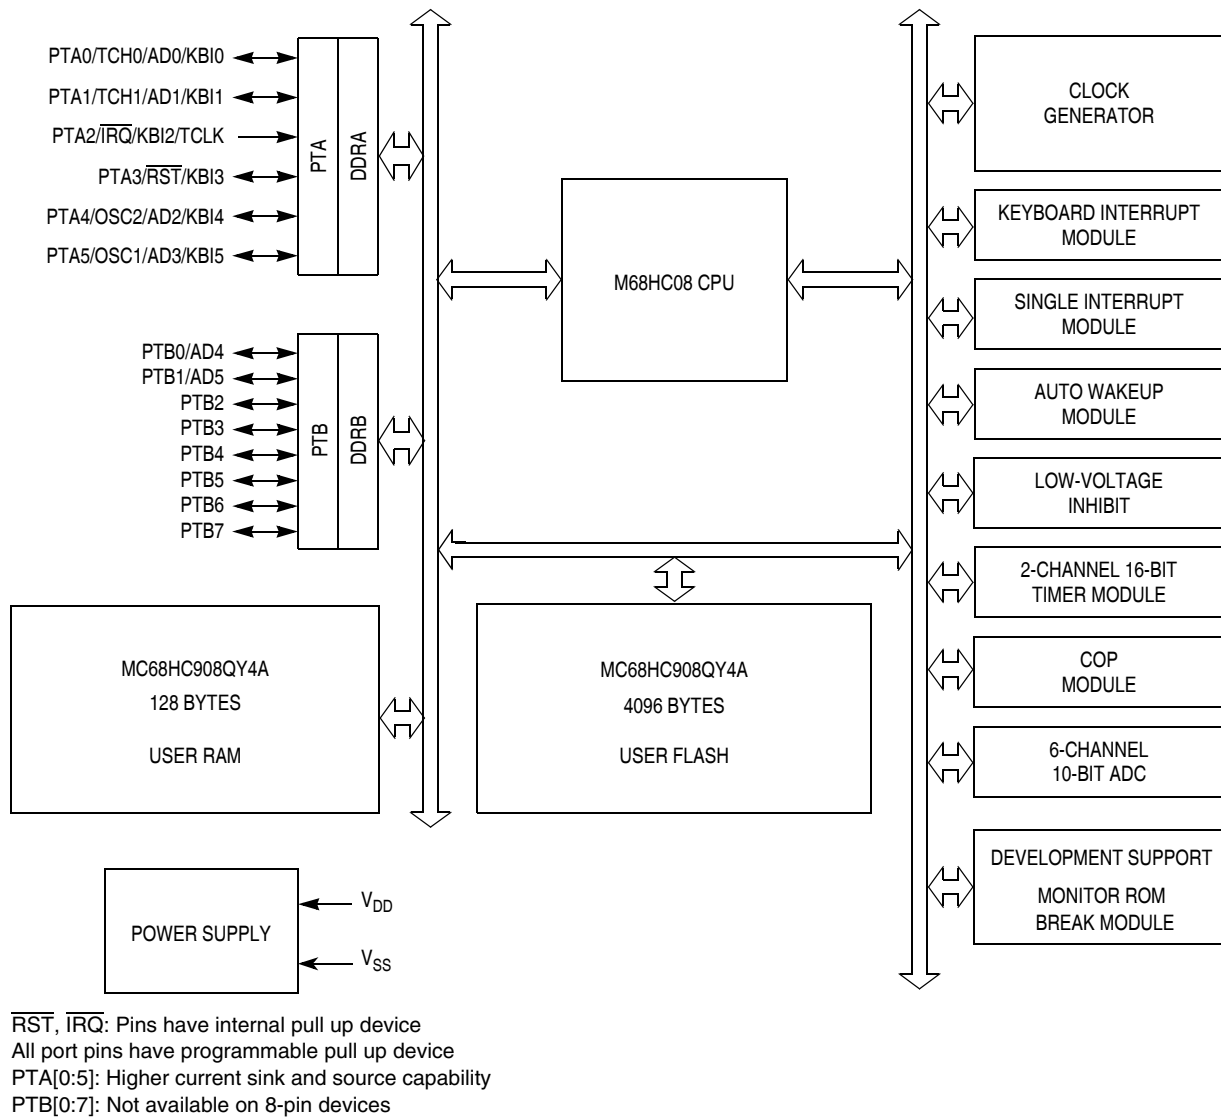 PTA0/TCH0/AD0/KBI0
PTA1/TCH1/AD1/KBI1
PTA2/IRQ/KBI2/TCLK
PTA3/RST/KBI3
PTA4/OSC2/AD2/KBI4
PTA5/OSC1/AD3/KBI5
PTA
DDRA
PTB0/AD4
PTB1/AD5
PTB2
PTB3
PTB4
PTB5
PTB6
PTB7
PTB
DDRB
M68HC08 CPU
CLOCK
GENERATOR
KEYBOARD INTERRUPT
MODULE
SINGLE INTERRUPT
MODULE
AUTO WAKEUP
MODULE
LOW-VOLTAGE
INHIBIT
2-CHANNEL 16-BIT
TIMER MODULE
COP
MODULE
6-CHANNEL
10-BIT ADC
DEVELOPMENT SUPPORT
MONITOR ROM
BREAK MODULE
MC68HC908QY4A
128 BYTES
USER RAM
MC68HC908QY4A
4096 BYTES
USER FLASH
POWER SUPPLY
VDD
VSS
RST, IRQ: Pins have internal pull up device
All port pins have programmable pull up device
PTA[0:5]: Higher current sink and source capability
PTB[0:7]: Not available on 8-pin devices